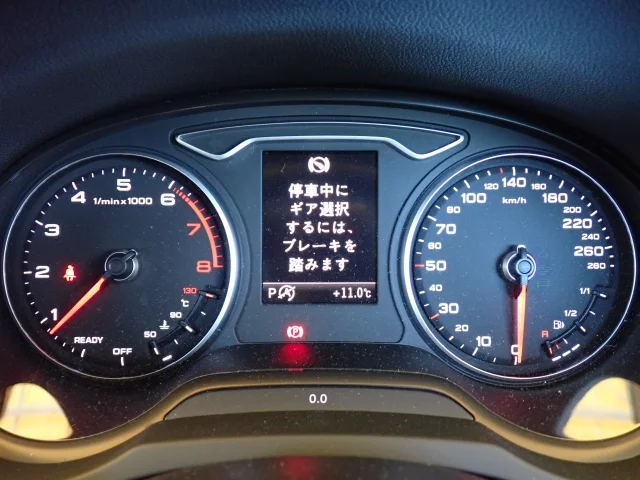 停車中に
ギア選択
するには、
ブレーキを
踏みます
P +11.0℃
1 2 3 4 5 6 7 8
1/min x 1000
READY
OFF
50 90 130
℃
0 10 20 30 50 60 70 80 100 120 140 160 180 200 220 240 260 280
km/h
R 1/2 1/1
(P)
0.0